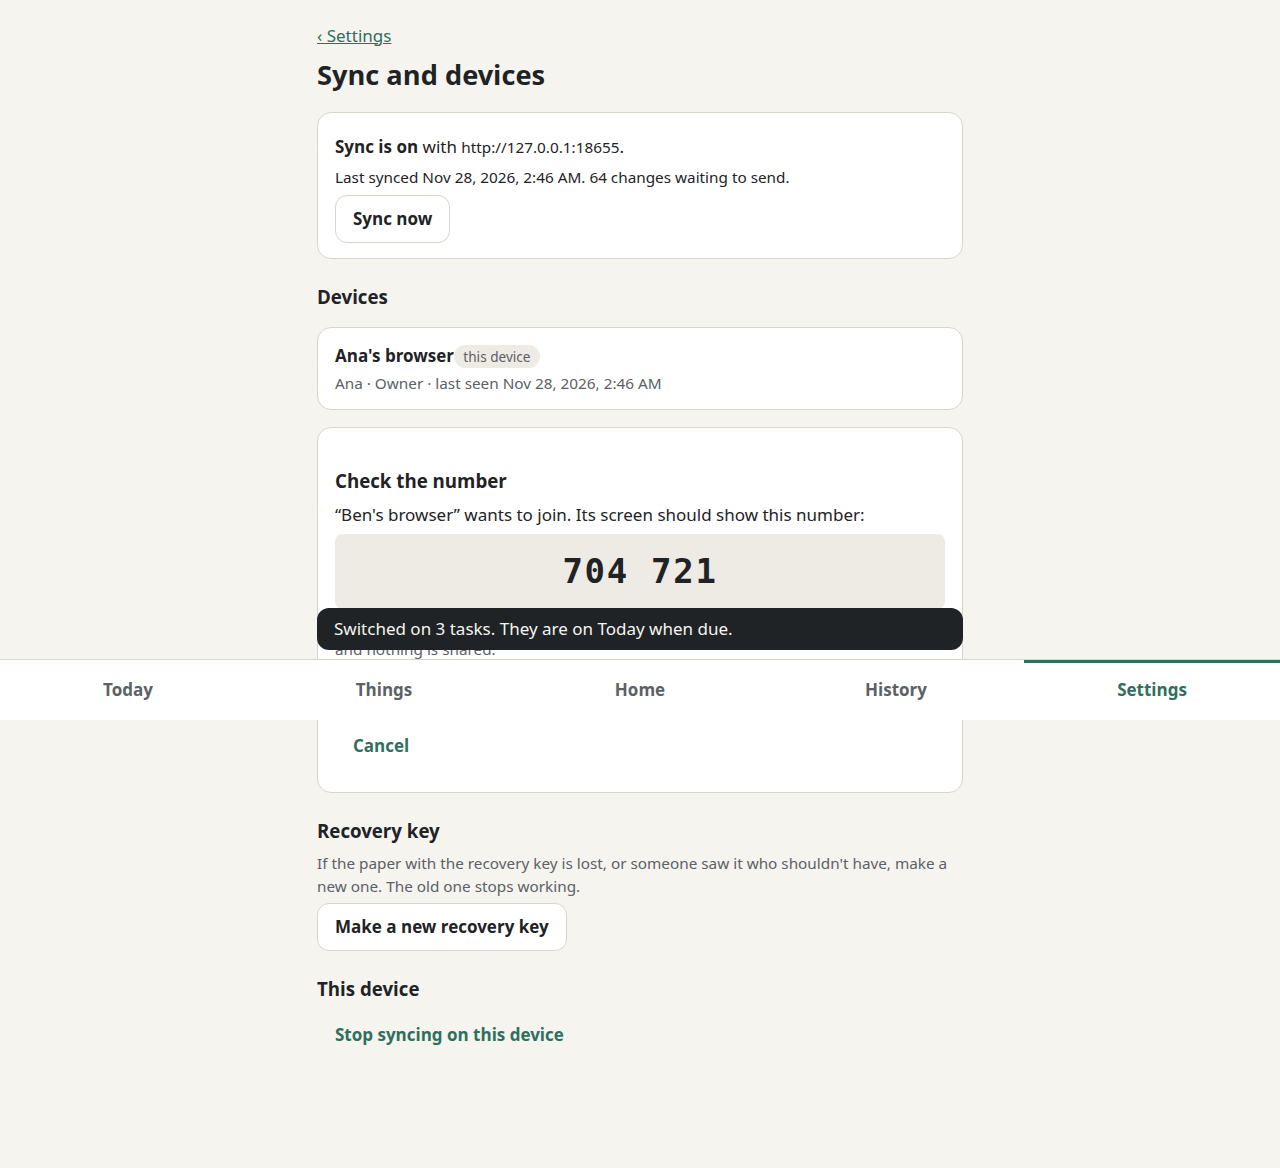 ‹ Settings
Sync and devices
Sync is on with http://127.0.0.1:18655.
Last synced Nov 28, 2026, 2:46 AM. 64 changes waiting to send.
Sync now
Devices
Ana's browser this device
Ana · Owner · last seen Nov 28, 2026, 2:46 AM
Check the number
“Ben's browser” wants to join. Its screen should show this number:
704 721
Switched on 3 tasks. They are on Today when due.
and nothing is shared.
Today Things Home History Settings
Cancel
Recovery key
If the paper with the recovery key is lost, or someone saw it who shouldn't have, make a
new one. The old one stops working.
Make a new recovery key
This device
Stop syncing on this device